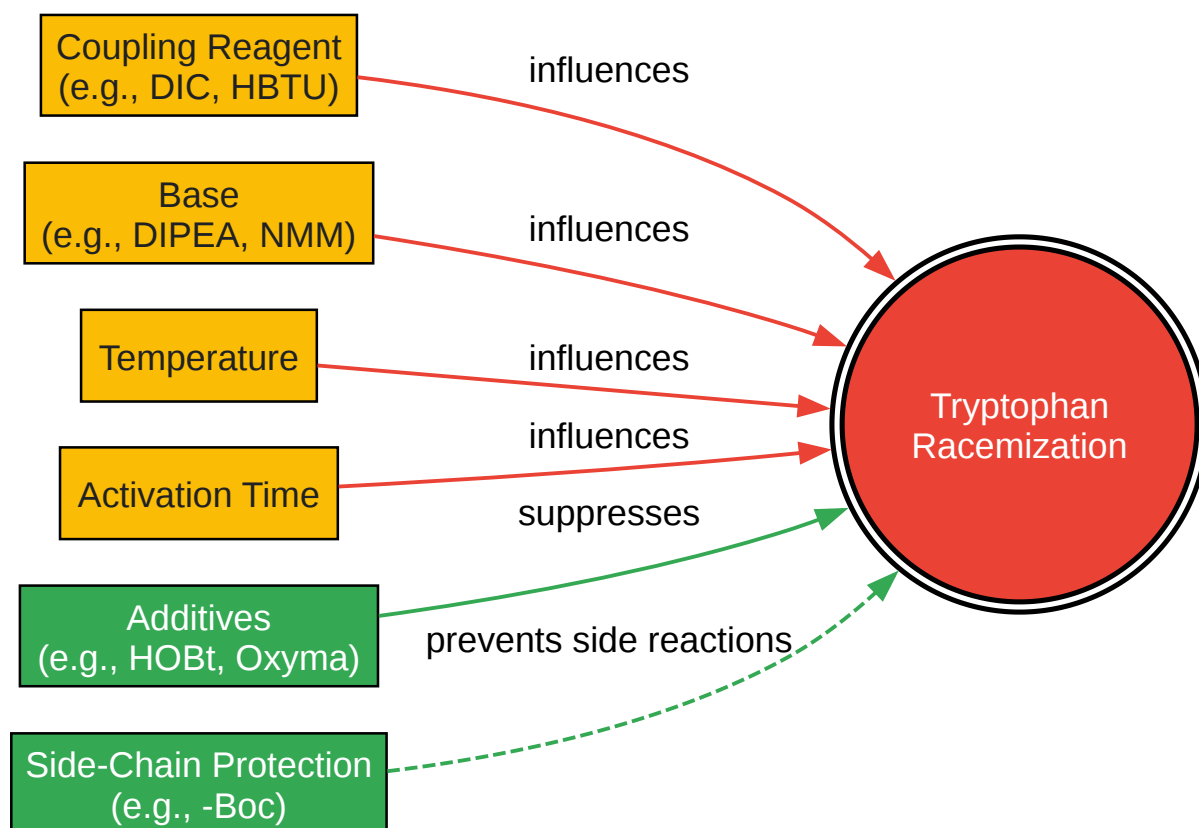 Coupling Reagent
(e.g., DIC, HBTU)
influences
Base
(e.g., DIPEA, NMM)
influences
Temperature
influences
Activation Time
influences
Additives
(e.g., HOBt, Oxyma)
suppresses
Side-Chain Protection
(e.g., -Boc)
prevents side reactions
Tryptophan
Racemization